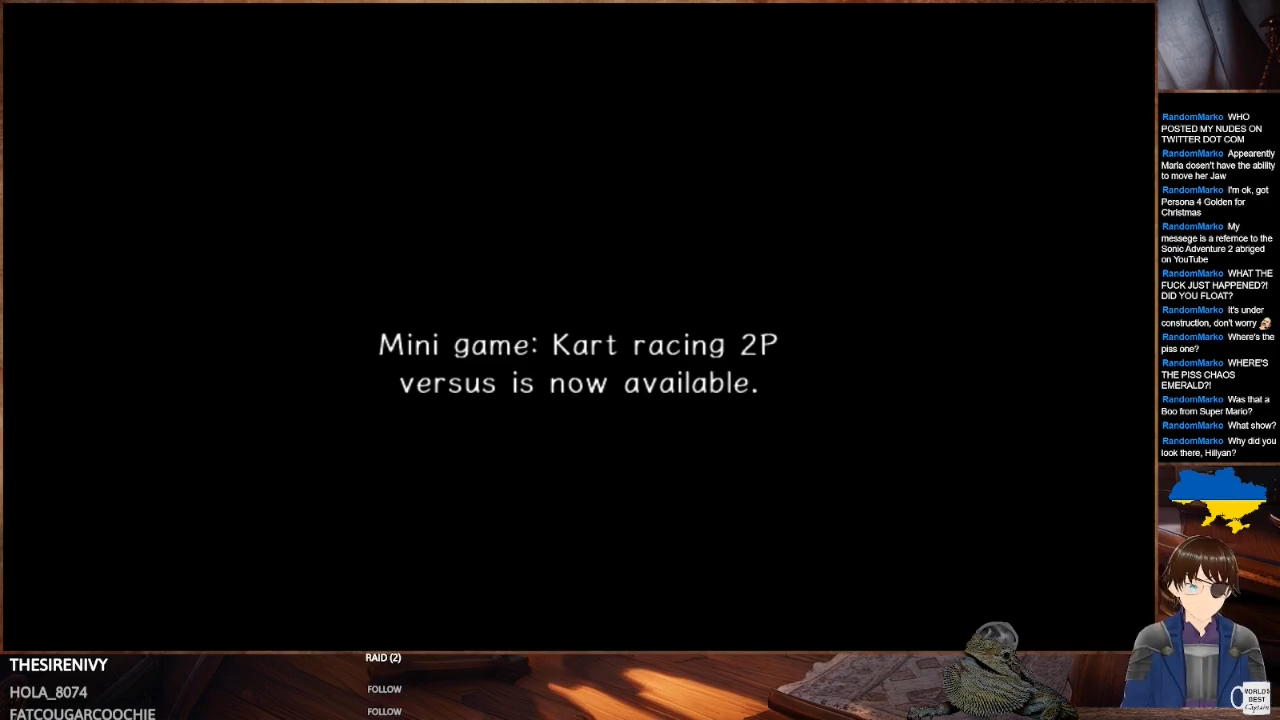 Mini game: Kart racing 2P
versus is now available.
RandomMarko WHO
POSTED MY NUDES ON
TWITTER DOT COM
RandomMarko Appearently
Maria dosen't have the ability
to move her Jaw
RandomMarko I'm ok, got
Persona 4 Golden for
Christmas
RandomMarko My
messege is a refernce to the
Sonic Adventure 2 abriged
on YouTube
RandomMarko WHAT THE
FUCK JUST HAPPENED?!
DID YOU FLOAT?
RandomMarko It's under
construction, don't worry
RandomMarko Where's the
piss one?
RandomMarko WHERE'S
THE PISS CHAOS
EMERALD?!
RandomMarko Was that a
Boo from Super Mario?
RandomMarko What show?
RandomMarko Why did you
look there, Hillyan?
THESIRENIVY
RAID (2)
HOLA_8074
FOLLOW
FATCOUGARCOOCHIE
FOLLOW
WORLD'S
BEST
Captain